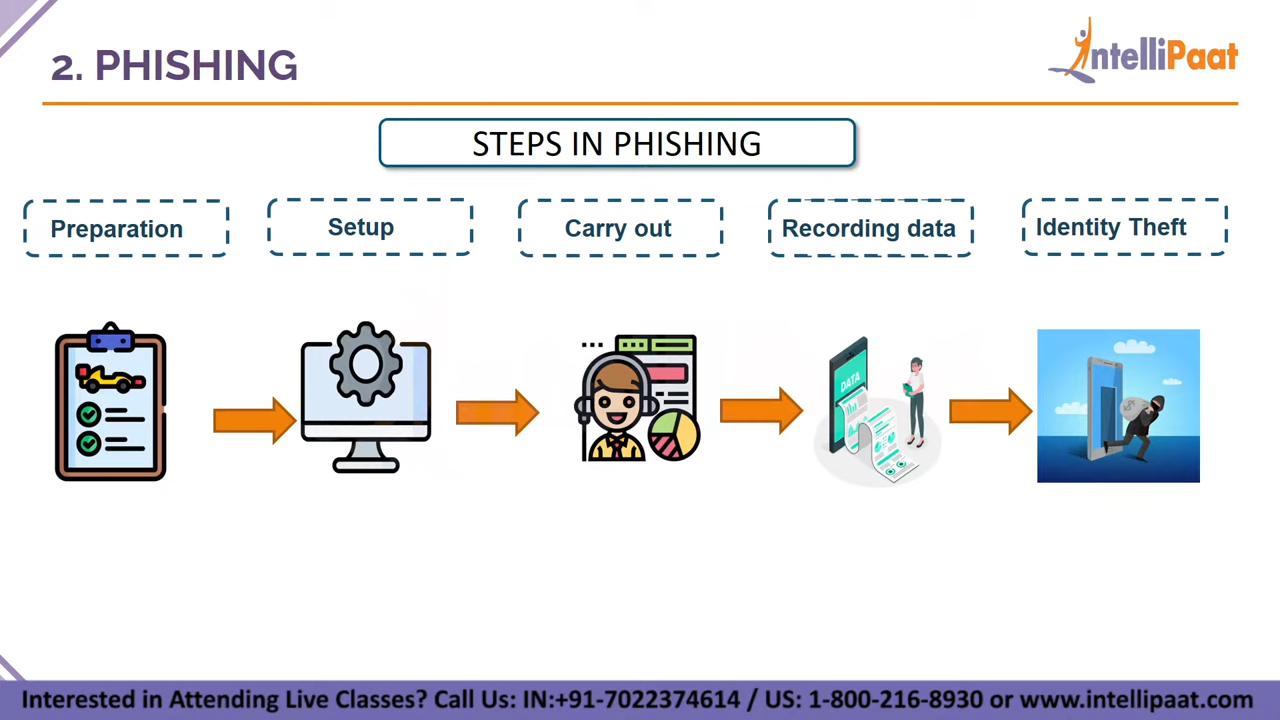 2. PHISHING
IntelliPaat
STEPS IN PHISHING
Preparation
Setup
Carry out
Recording data
Identity Theft
DATA
Interested in Attending Live Classes? Call Us: IN:+91-7022374614 / US: 1-800-216-8930 or www.intellipaat.com